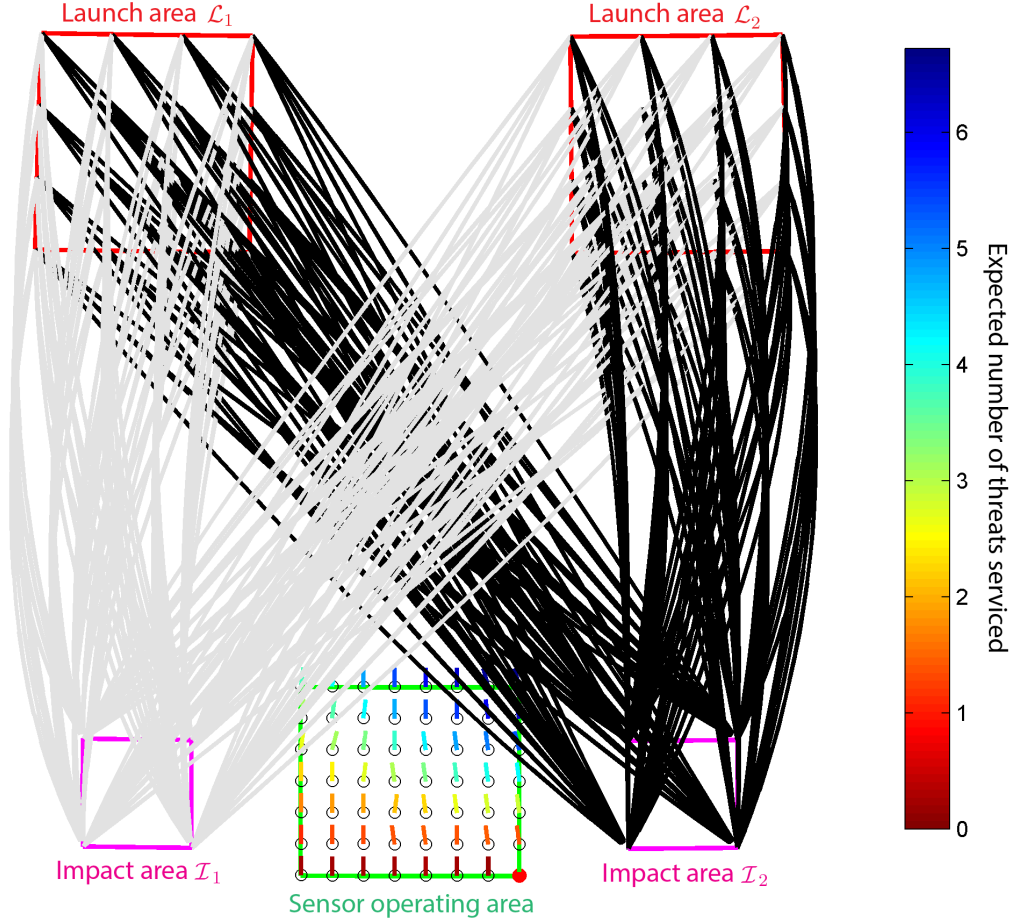 Launch area ℒ₁
Launch area ℒ₂
6
5
4
3
2
1
0
Expected number of threats serviced
Impact area ℐ₁
Impact area ℐ₂
Sensor operating area